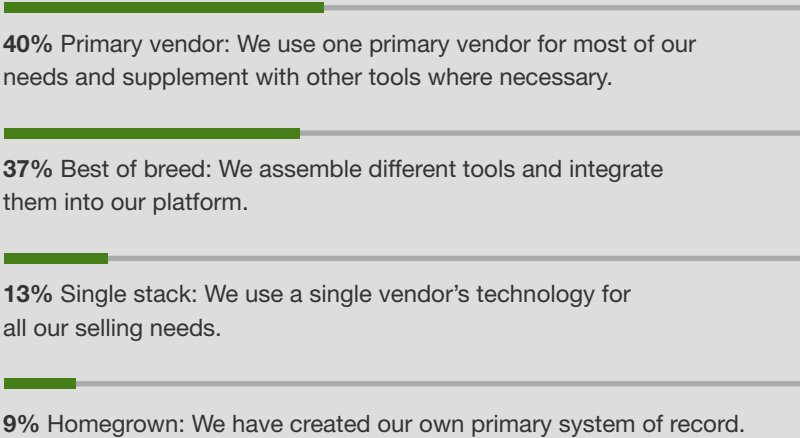 40% Primary vendor: We use one primary vendor for most of our
needs and supplement with other tools where necessary.
37% Best of breed: We assemble different tools and integrate
them into our platform.
13% Single stack: We use a single vendor’s technology for
all our selling needs.
9% Homegrown: We have created our own primary system of record.